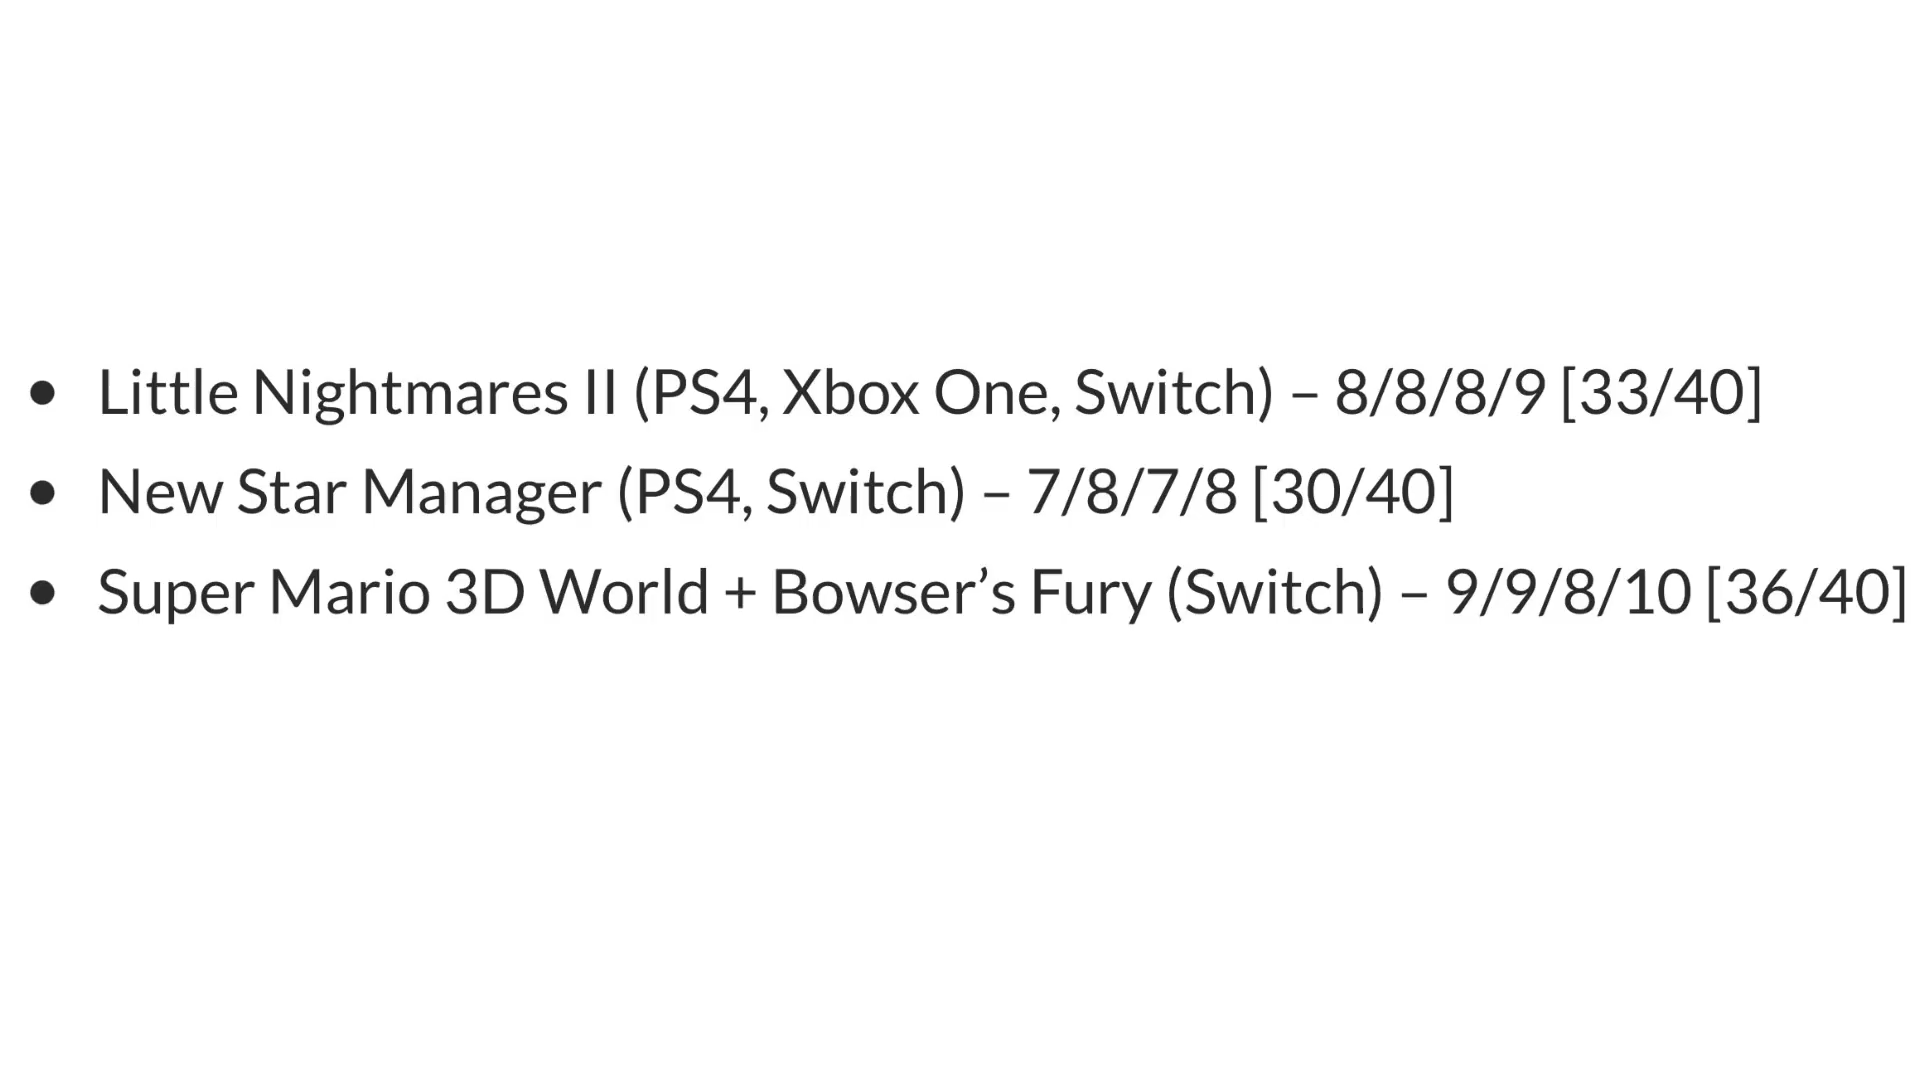 • Little Nightmares II (PS4, Xbox One, Switch) – 8/8/8/9 [33/40]
• New Star Manager (PS4, Switch) – 7/8/7/8 [30/40]
• Super Mario 3D World + Bowser’s Fury (Switch) – 9/9/8/10 [36/40]